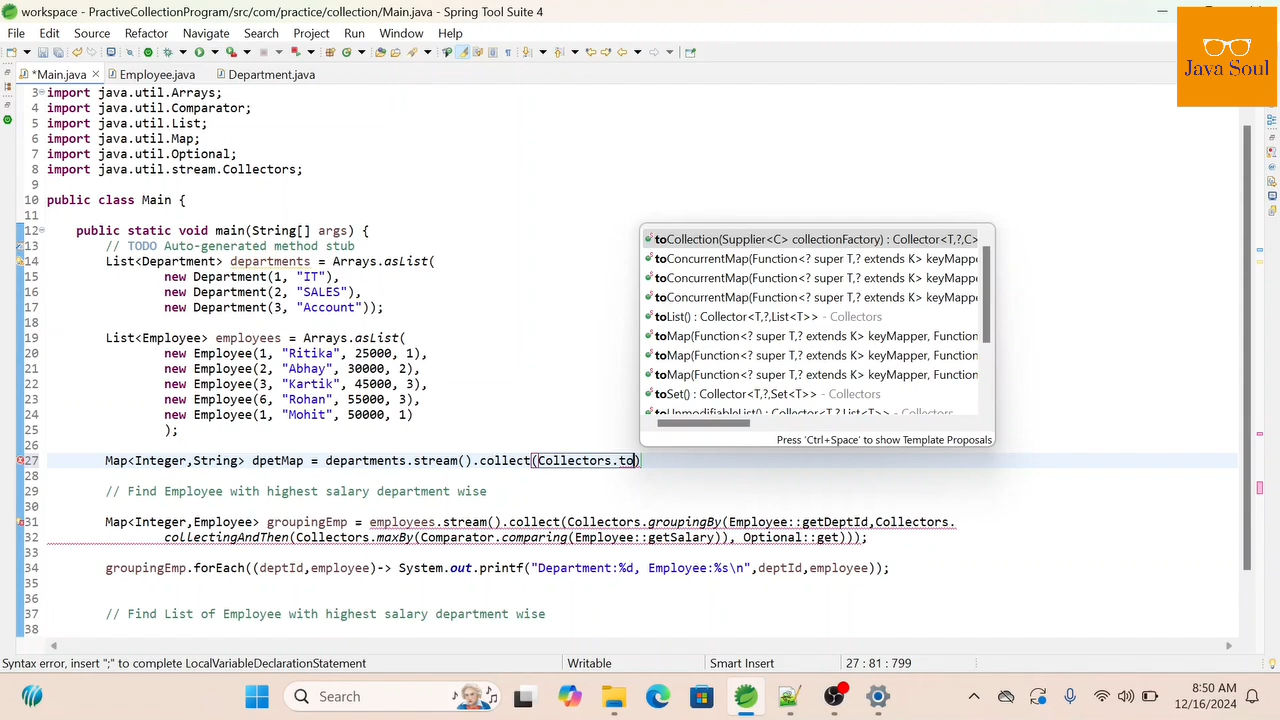 workspace - PractiveCollectionProgram/src/com/practice/collection/Main.java - Spring Tool Suite 4
File Edit Source Refactor Navigate Search Project Run Window Help
Java Soul
*Main.java Employee.java Department.java
3 import java.util.Arrays;
4 import java.util.Comparator;
5 import java.util.List;
6 import java.util.Map;
7 import java.util.Optional;
8 import java.util.stream.Collectors;
9
10 public class Main {
11
12 public static void main(String[] args) {
13 // TODO Auto-generated method stub
14 List<Department> departments = Arrays.asList(
15 new Department(1, "IT"),
16 new Department(2, "SALES"),
17 new Department(3, "Account"));
18
19 List<Employee> employees = Arrays.asList(
20 new Employee(1, "Ritika", 25000, 1),
21 new Employee(2, "Abhay", 30000, 2),
22 new Employee(3, "Kartik", 45000, 3),
23 new Employee(6, "Rohan", 55000, 3),
24 new Employee(1, "Mohit", 50000, 1)
25 );
26
27 Map<Integer,String> dpetMap = departments.stream().collect(Collectors.to)
28
29 // Find Employee with highest salary department wise
30
31 Map<Integer,Employee> groupingEmp = employees.stream().collect(Collectors.groupingBy(Employee::getDeptId,Collectors.
32 collectingAndThen(Collectors.maxBy(Comparator.comparing(Employee::getSalary)), Optional::get)));
33
34 groupingEmp.forEach((deptId,employee)-> System.out.printf("Department:%d, Employee:%s\n",deptId,employee));
35
36
37 // Find List of Employee with highest salary department wise
38
toCollection(Supplier<C> collectionFactory) : Collector<T,?,C>
toConcurrentMap(Function<? super T,? extends K> keyMappe
toConcurrentMap(Function<? super T,? extends K> keyMappe
toConcurrentMap(Function<? super T,? extends K> keyMappe
toList() : Collector<T,?,List<T>> - Collectors
toMap(Function<? super T,? extends K> keyMapper, Function
toMap(Function<? super T,? extends K> keyMapper, Function
toMap(Function<? super T,? extends K> keyMapper, Function
toSet() : Collector<T,?,Set<T>> - Collectors
toUnmodifiableList() : Collector<T,?,List<T>> - Collectors
Press 'Ctrl+Space' to show Template Proposals
Syntax error, insert ";" to complete LocalVariableDeclarationStatement Writable Smart Insert 27 : 81 : 799
Search
8:50 AM
12/16/2024